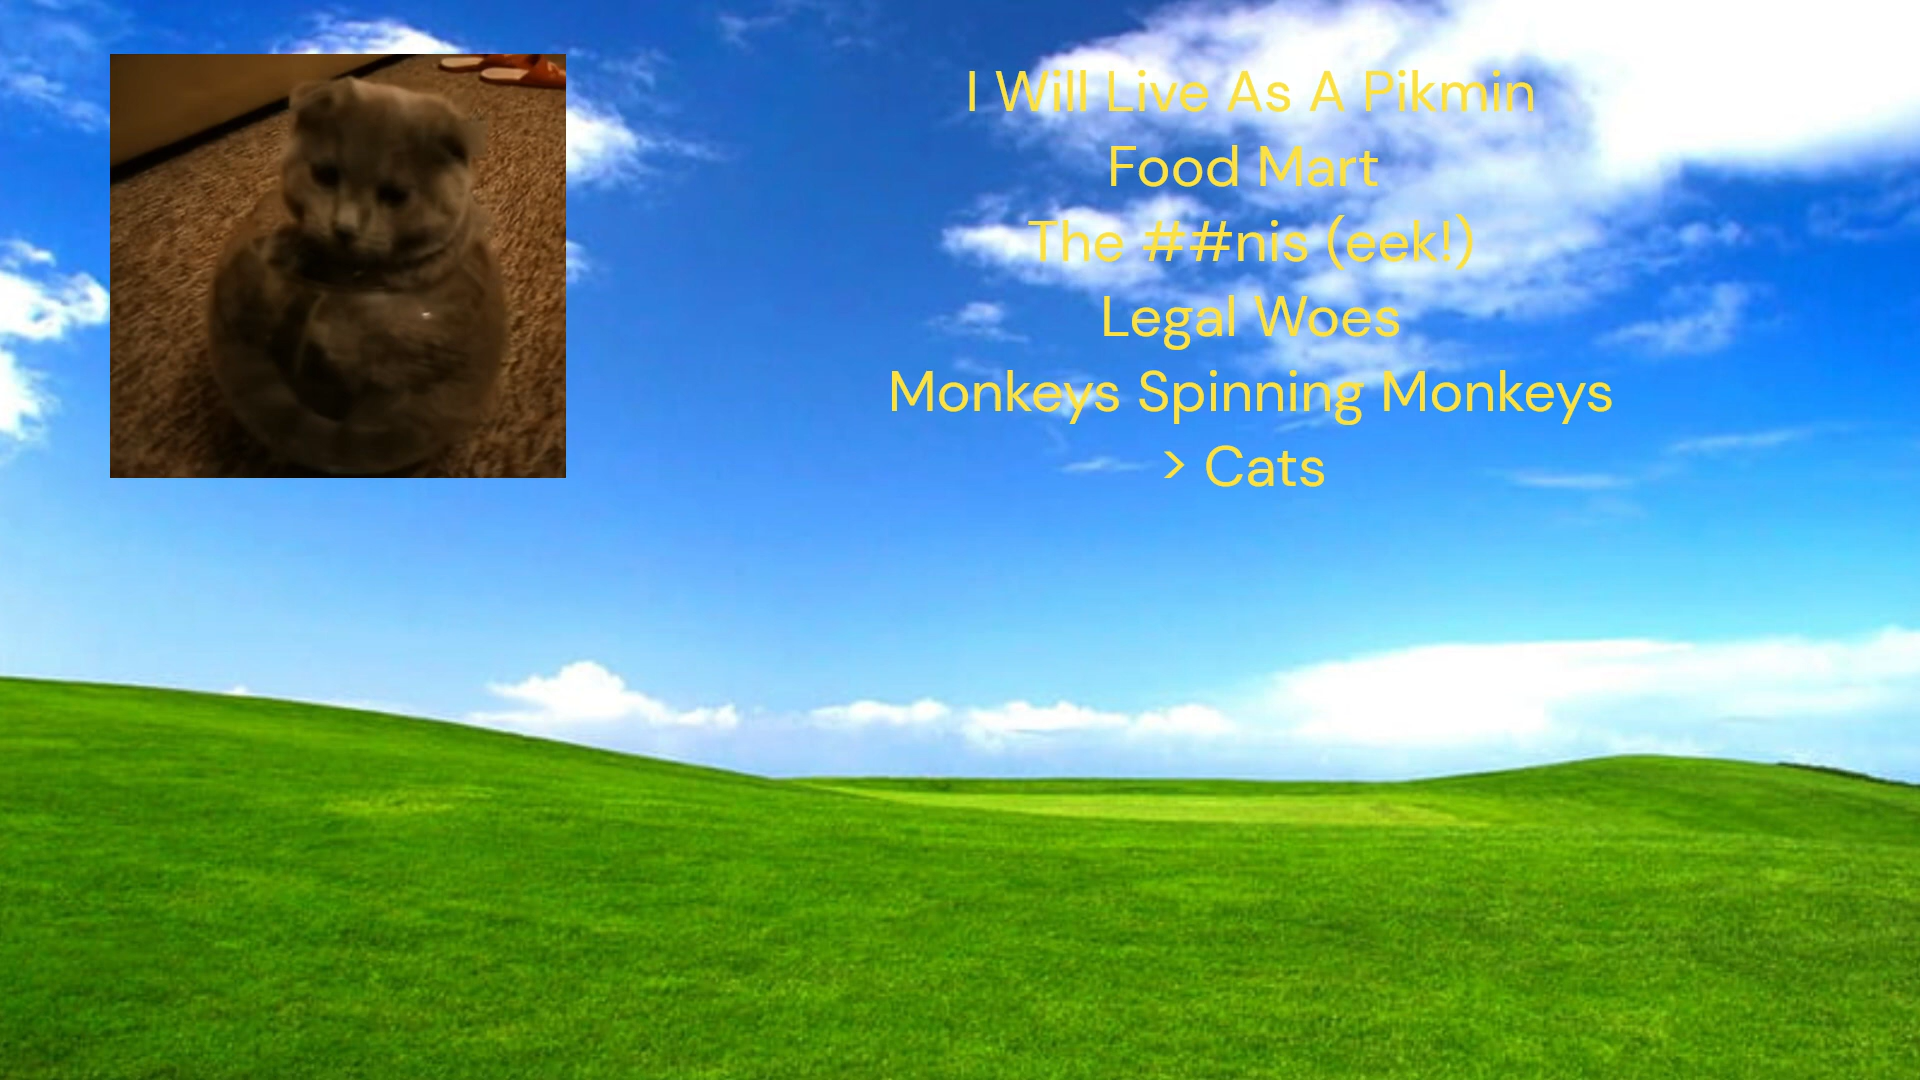 I Will Live As A Pikmin
Food Mart
The ##nis (eek!)
Legal Woes
Monkeys Spinning Monkeys
> Cats